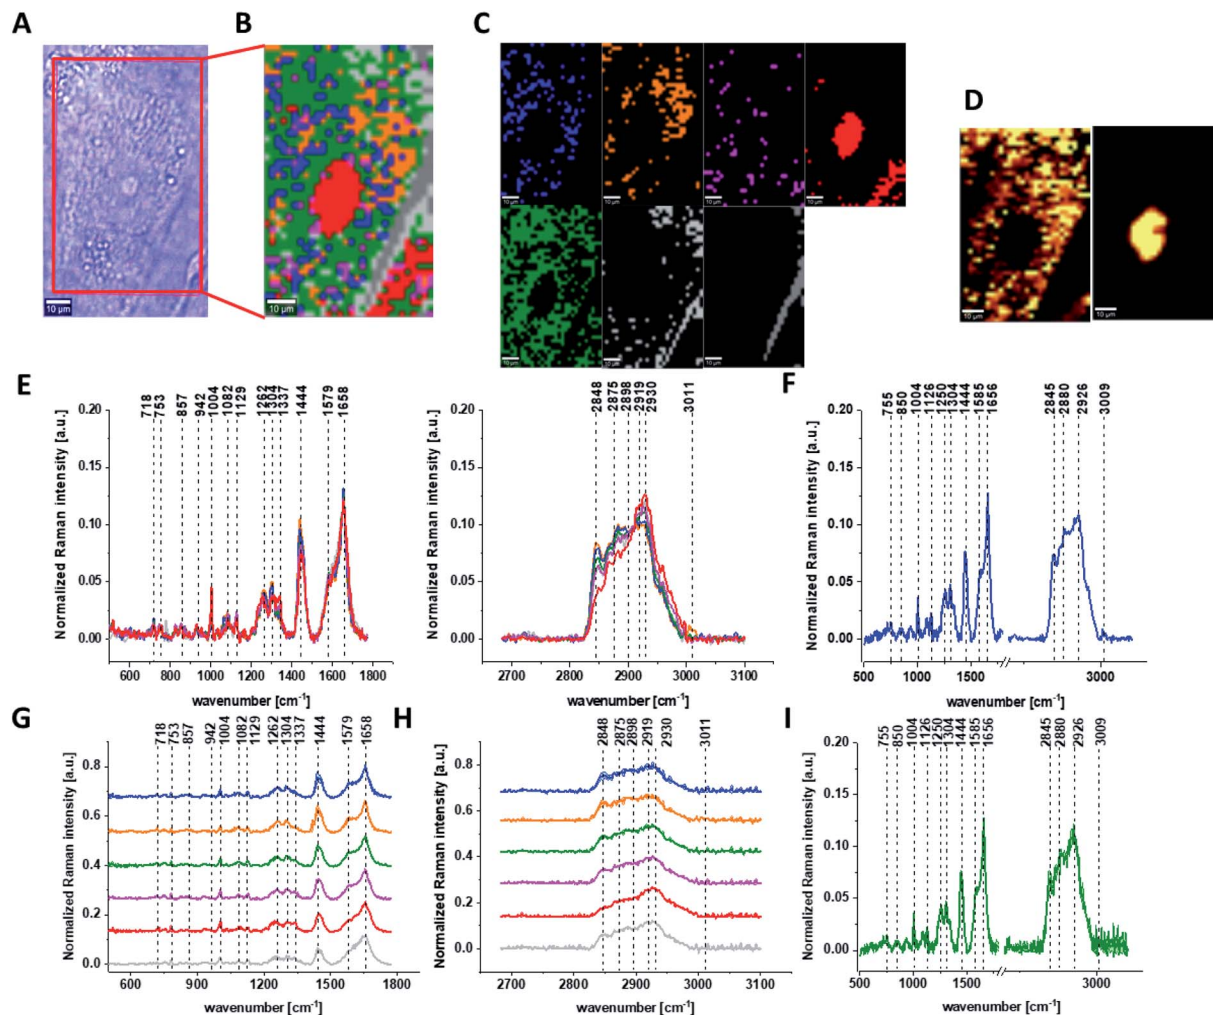 A
B
C
D
10 µm
10 µm
10 µm
10 µm
10 µm
10 µm
10 µm
10 µm
10 µm
10 µm
10 µm
E
718
753
857
942
1004
1082
1129
1262
1304
1337
1444
1579
1658
0.20
0.15
0.10
0.05
0.00
Normalized Raman intensity [a.u.]
600 800 1000 1200 1400 1600 1800
wavenumber [cm-1]
2848
2875
2898
2919
2930
3011
0.20
0.15
0.10
0.05
0.00
Normalized Raman intensity [a.u.]
2700 2800 2900 3000 3100
wavenumber [cm-1]
F
755
850
1004
1126
1250
1304
1444
1585
1656
2845
2880
2926
3009
0.20
0.15
0.10
0.05
0.00
Normalized Raman intensity [a.u.]
500 1000 1500 3000
wavenumber [cm-1]
G
718
753
857
942
1004
1082
1129
1262
1304
1337
1444
1579
1658
0.8
0.6
0.4
0.2
0.0
Normalized Raman intensity [a.u.]
600 900 1200 1500 1800
wavenumber [cm-1]
H
2848
2875
2898
2919
2930
3011
0.8
0.6
0.4
0.2
0.0
Normalized Raman intensity [a.u.]
2700 2800 2900 3000 3100
wavenumber [cm-1]
I
755
850
1004
1126
1250
1304
1444
1585
1656
2845
2880
2926
3009
0.20
0.15
0.10
0.05
0.00
Normalized Raman intensity [a.u.]
500 1000 1500 3000
wavenumber [cm-1]